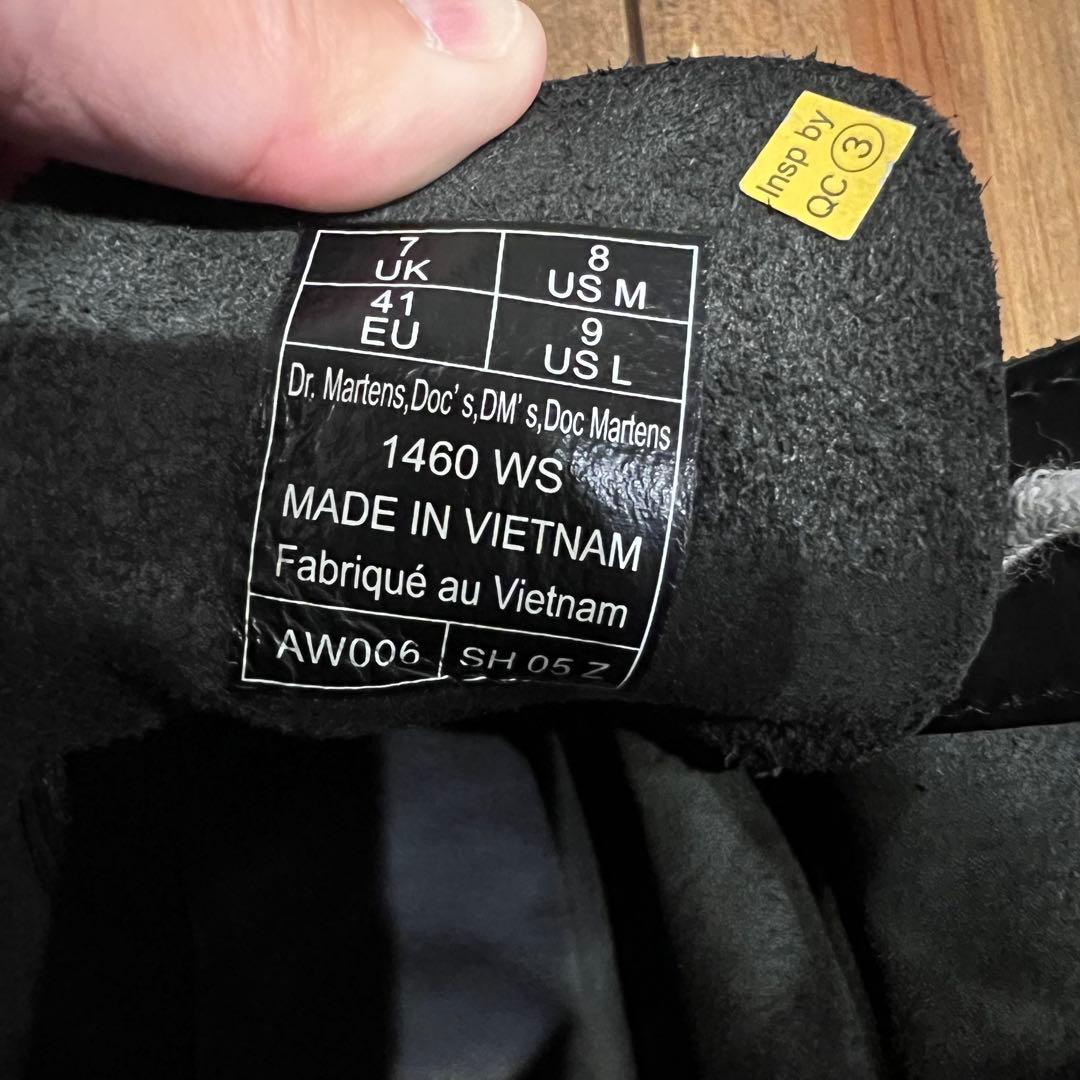 Insp by
QC 3
7
UK
8
US M
41
EU
9
US L
Dr. Martens,Doc's,DM's,Doc Martens
1460 WS
MADE IN VIETNAM
Fabriqué au Vietnam
AW006
SH 05 Z